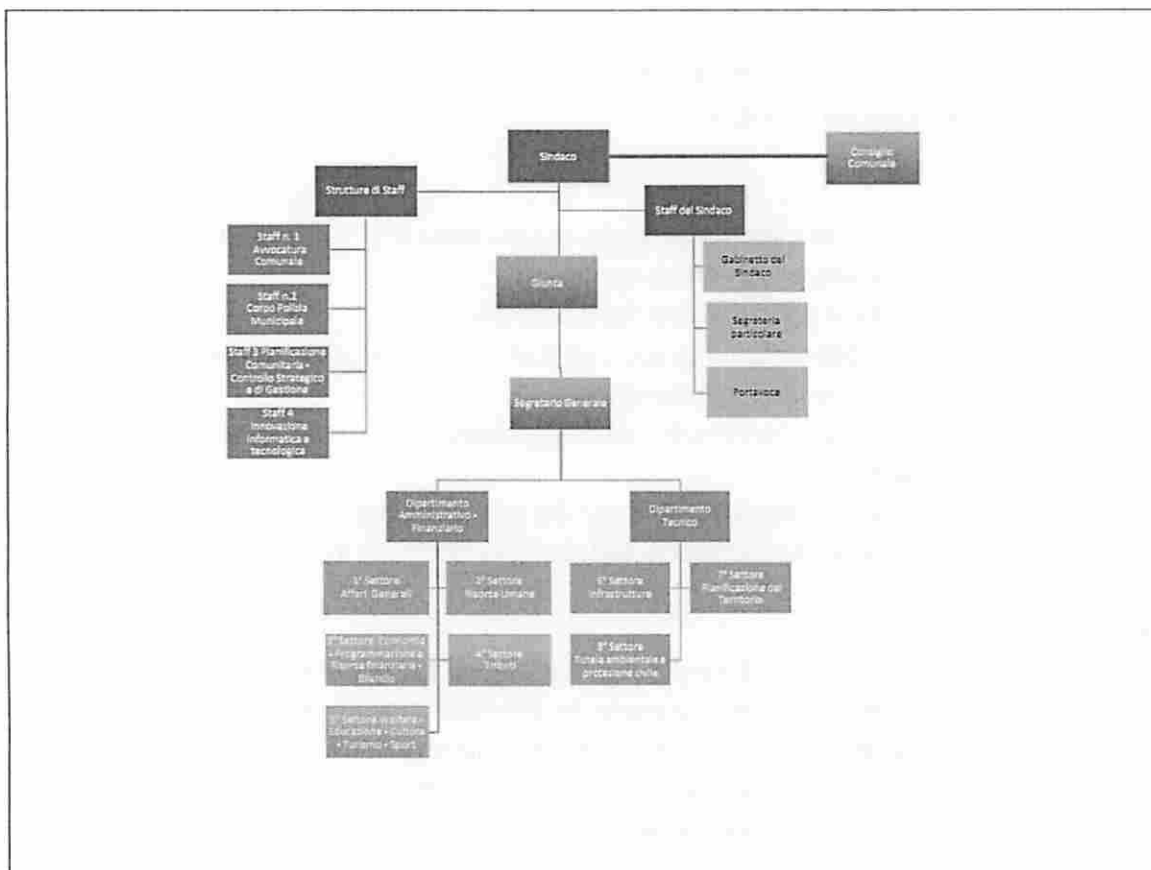 Sindaco
Consiglio
Comunale
Strutture di Staff
Staff del Sindaco
Staff n. 1
Avvocatura
Comunale
Staff n.2
Corpo Polizia
Municipale
Staff 3 Pianificazione
Comunitaria -
Controllo Strategico
e di Gestione
Staff 4
Innovazione
informatica e
tecnologica
Gabinetto del
Sindaco
Segreteria
particolare
Portavoce
Giunta
Segretario Generale
Dipartimento
Amministrativo -
Finanziario
Dipartimento
Tecnico
1° Settore
Affari Generali
2° Settore
Risorse Umane
3° Settore Economia
- Programmazione e
Risorse finanziarie -
Bilancio
4° Settore
Tributi
5° Settore Welfare -
Educazione - Cultura
- Turismo - Sport
6° Settore
Infrastrutture
7° Settore
Pianificazione del
Territorio
8° Settore
Tutela ambientale e
protezione civile